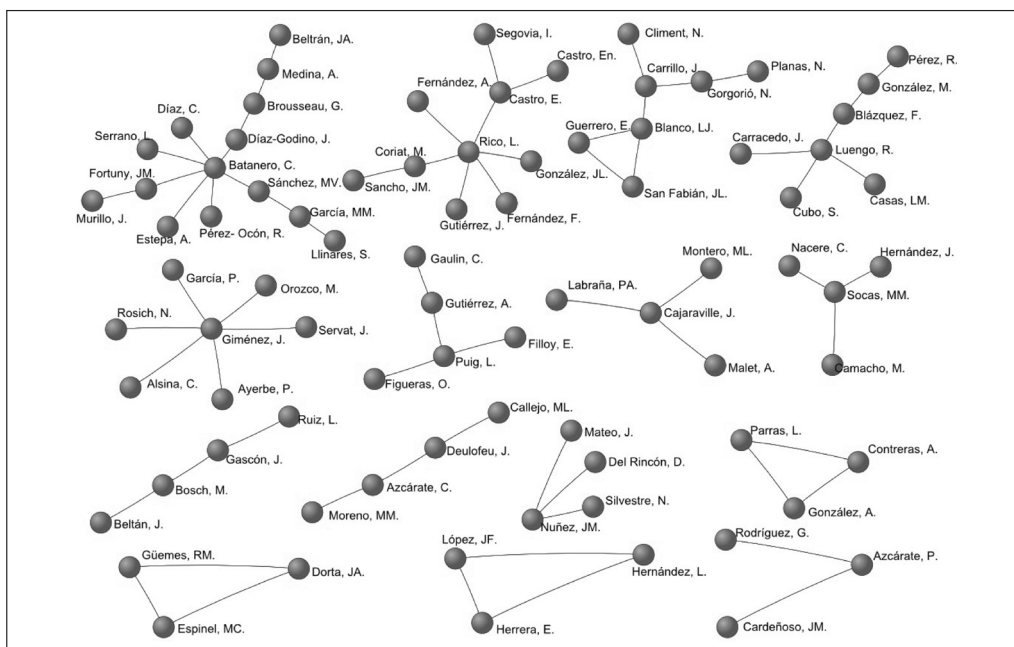 Beltrán, JA.
Medina, A.
Brousseau, G.
Díaz, C.
Díaz-Godino, J.
Serrano, L.
Batanero, C.
Fortuny, JM.
Sánchez, MV.
Murillo, J.
García, MM.
Estepa, A.
Pérez- Ocón, R.
Llinares, S.
Segovia, I.
Castro, En.
Fernández, A.
Castro, E.
Rico, L.
Coriat, M.
González, JL.
Sancho, JM.
Gutiérrez, J.
Fernández, F.
Climent, N.
Carrillo, J.
Planas, N.
Gorgorió, N.
Guerrero, E.
Blanco, LJ.
San Fabián, JL.
Pérez, R.
González, M.
Blázquez, F.
Carracedo, J.
Luengo, R.
Casas, LM.
Cubo, S.
García, P.
Orozco, M.
Rosich, N.
Giménez, J.
Servat, J.
Alsina, C.
Ayerbe, P.
Gaulin, C.
Gutiérrez, A.
Filloy, E.
Puig, L.
Figueras, O.
Montero, ML.
Labraña, PA.
Cajaraville, J.
Malet, A.
Nacere, C.
Hernández, J.
Socas, MM.
Camacho, M.
Ruiz, L.
Gascón, J.
Bosch, M.
Beltán, J.
Callejo, ML.
Deulofeu, J.
Azcárate, C.
Moreno, MM.
Mateo, J.
Del Rincón, D.
Silvestre, N.
Nuñez, JM.
Parras, L.
Contreras, A.
González, A.
Güemes, RM.
Dorta, JA.
Espinel, MC.
López, JF.
Hernández, L.
Herrera, E.
Rodríguez, G.
Azcárate, P.
Cardeñoso, JM.